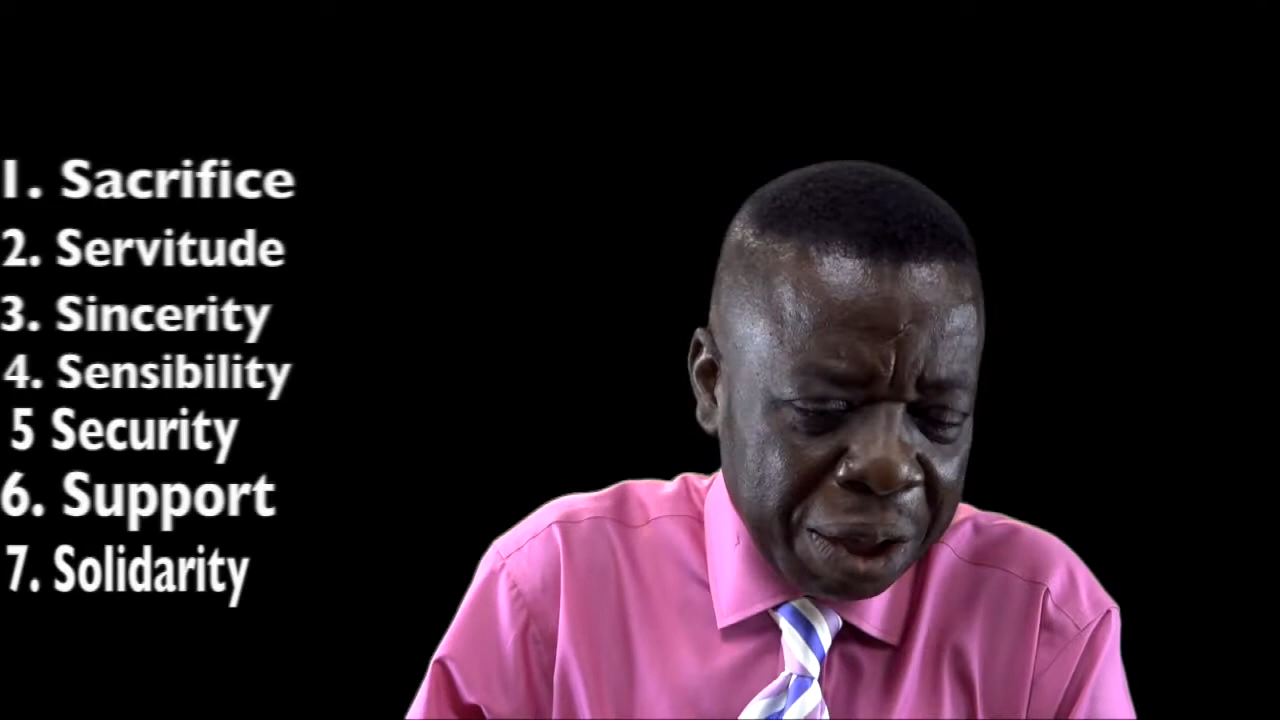 1. Sacrifice
2. Servitude
3. Sincerity
4. Sensibility
5 Security
6. Support
7. Solidarity